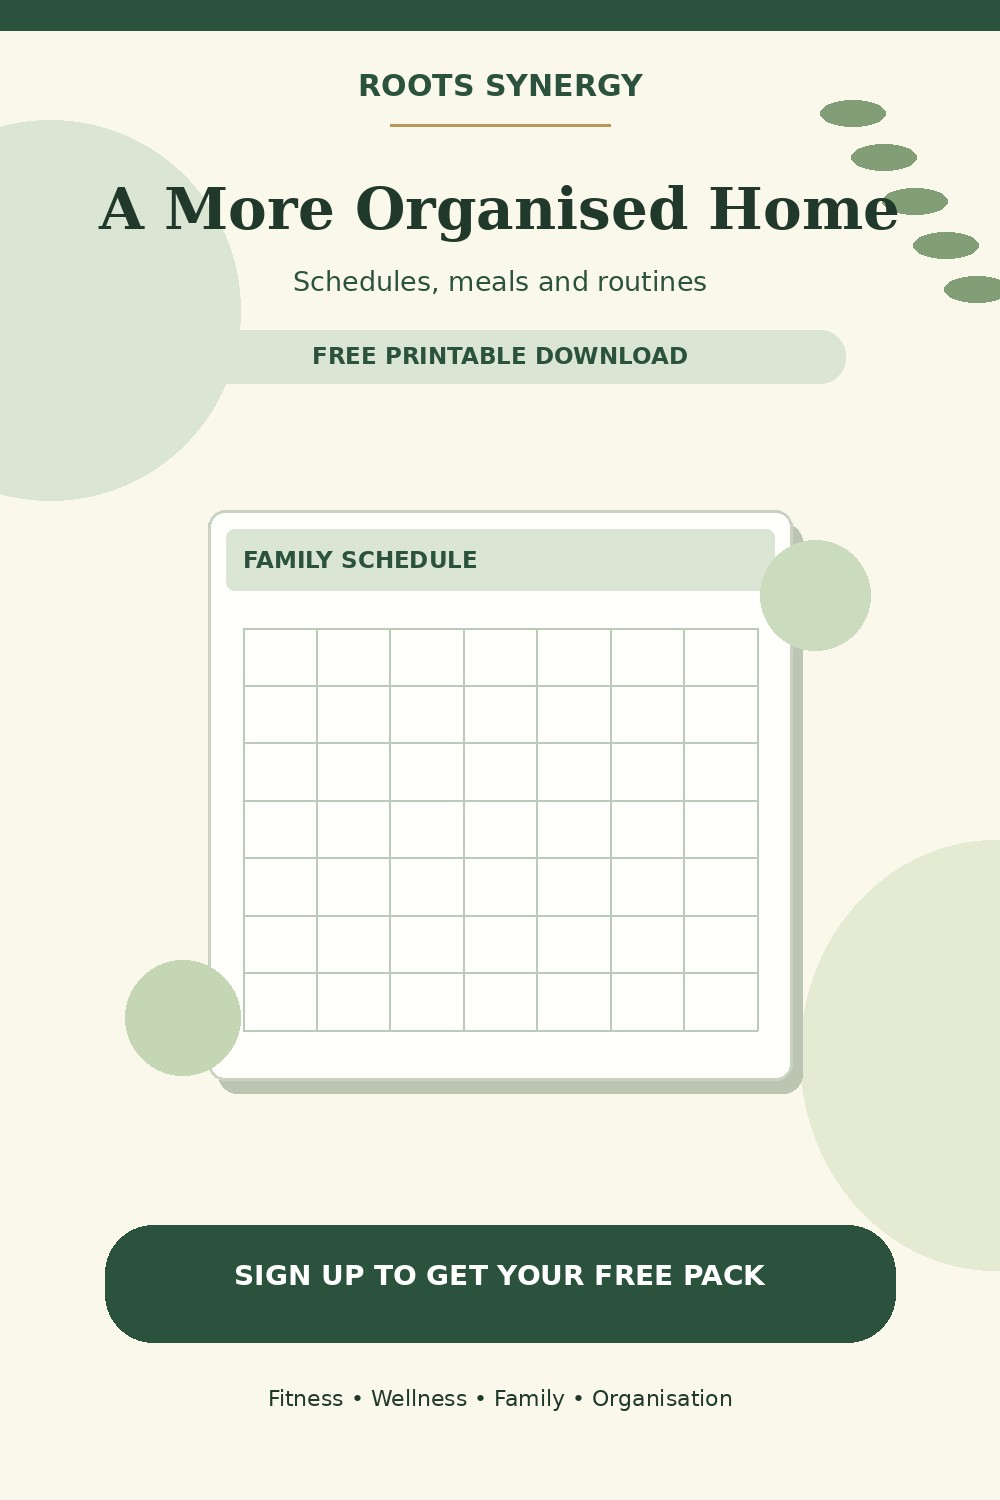 ROOTS SYNERGY
A More Organised Home
Schedules, meals and routines
FREE PRINTABLE DOWNLOAD
FAMILY SCHEDULE
SIGN UP TO GET YOUR FREE PACK
Fitness • Wellness • Family • Organisation